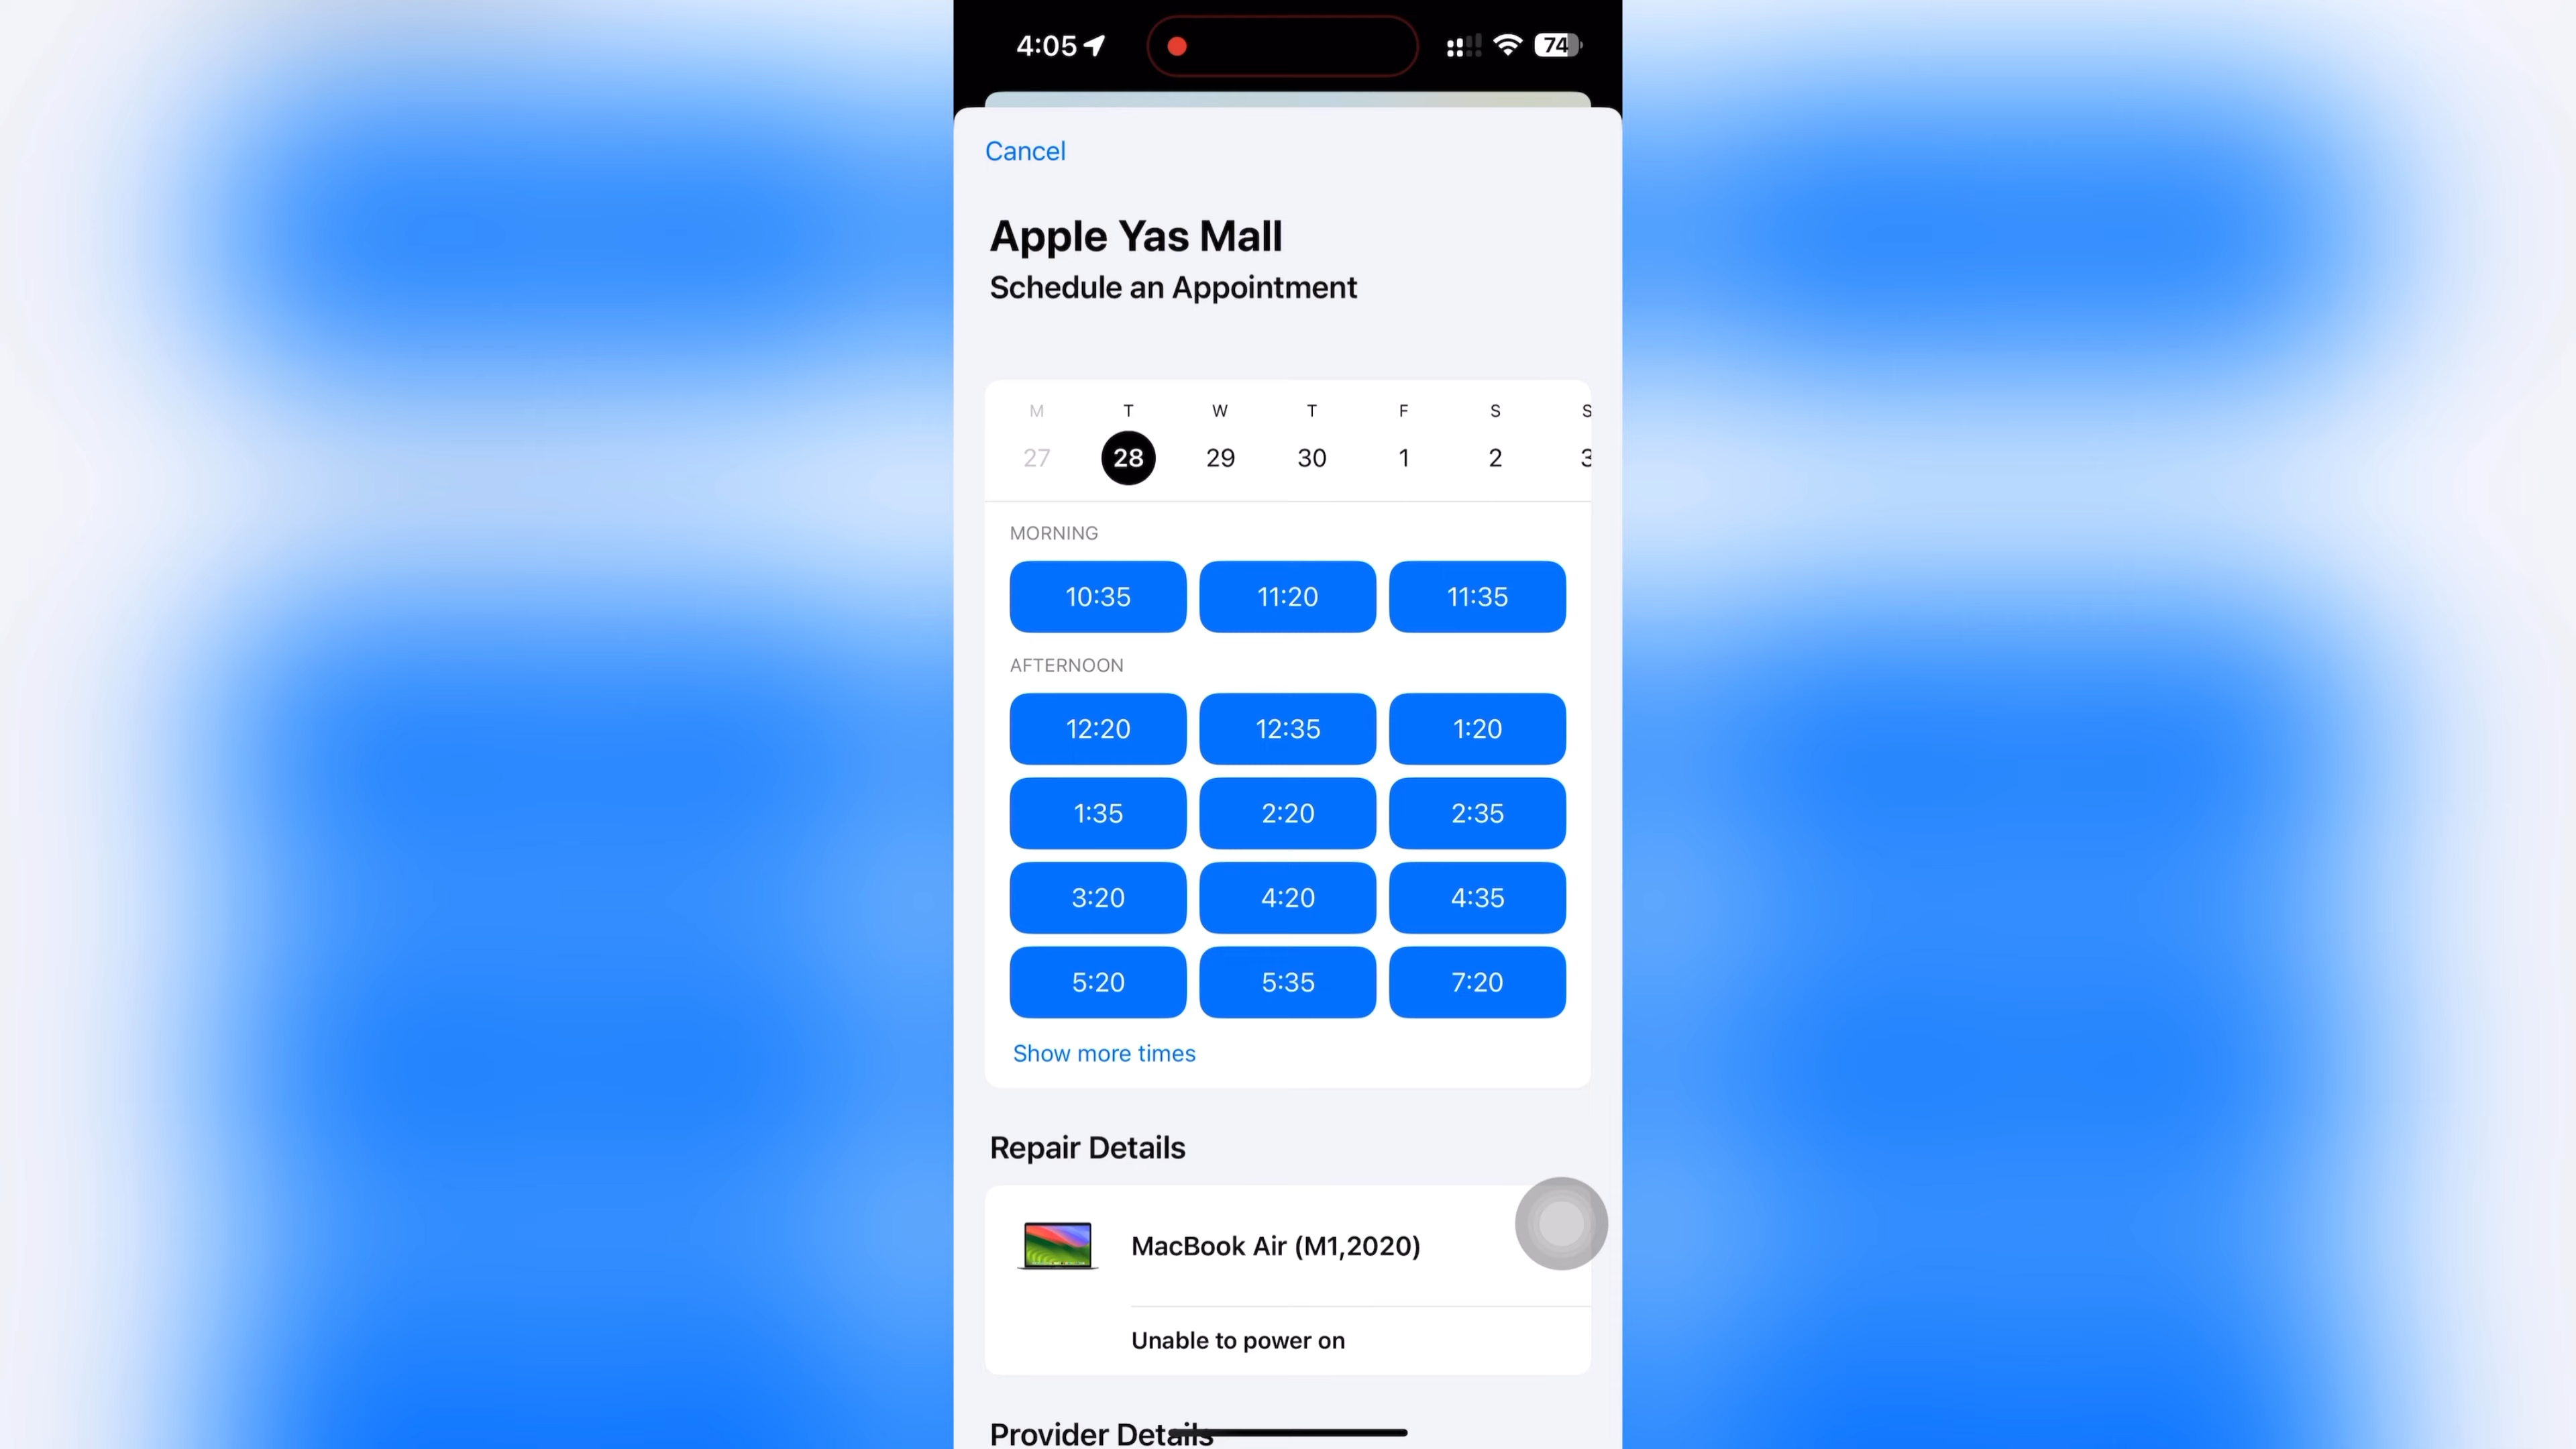 4:05
74
Cancel
Apple Yas Mall
Schedule an Appointment
M T W T F S S
27 28 29 30 1 2 3
MORNING
10:35 11:20 11:35
AFTERNOON
12:20 12:35 1:20
1:35 2:20 2:35
3:20 4:20 4:35
5:20 5:35 7:20
Show more times
Repair Details
MacBook Air (M1,2020)
Unable to power on
Provider Details